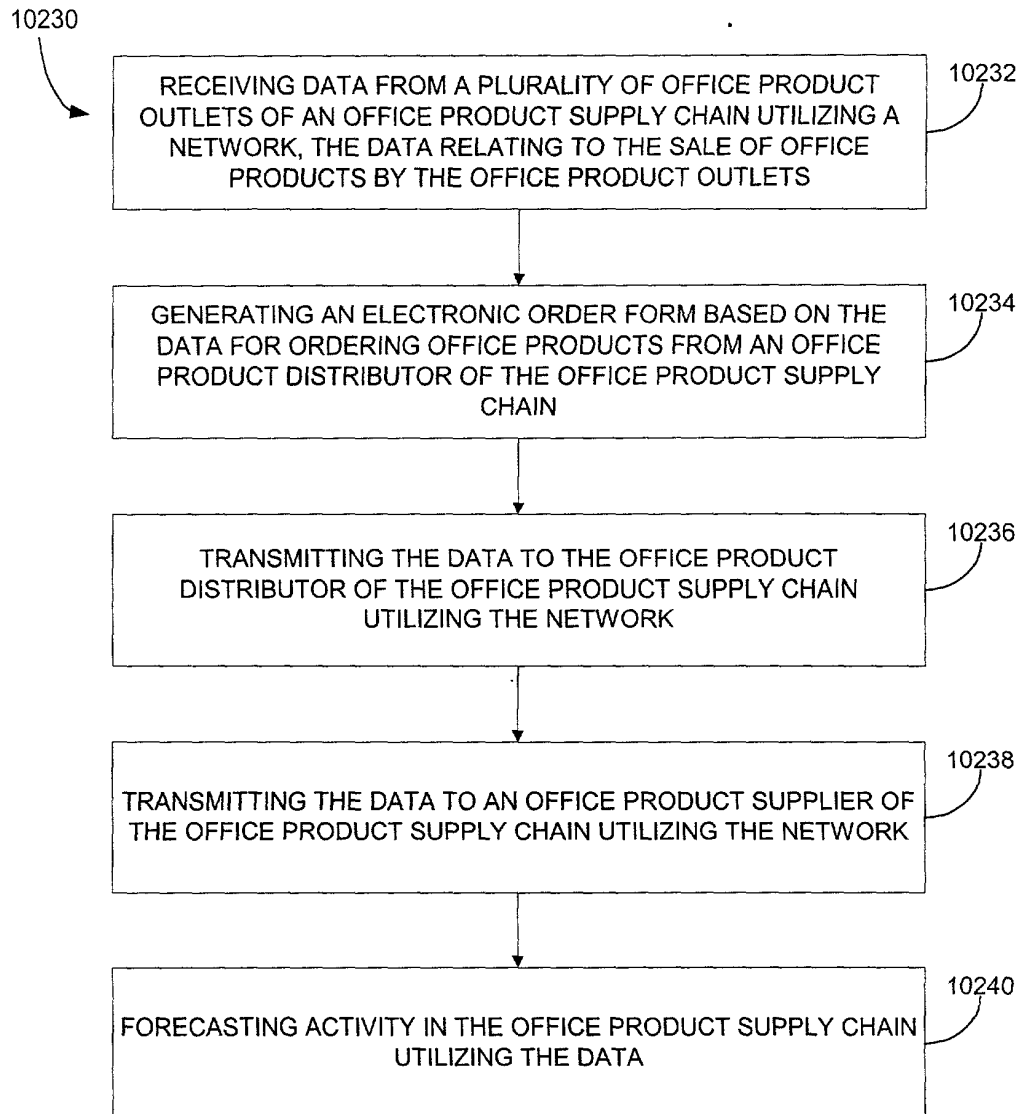 10230
RECEIVING DATA FROM A PLURALITY OF OFFICE PRODUCT
OUTLETS OF AN OFFICE PRODUCT SUPPLY CHAIN UTILIZING A
NETWORK, THE DATA RELATING TO THE SALE OF OFFICE
PRODUCTS BY THE OFFICE PRODUCT OUTLETS
10232
GENERATING AN ELECTRONIC ORDER FORM BASED ON THE
DATA FOR ORDERING OFFICE PRODUCTS FROM AN OFFICE
PRODUCT DISTRIBUTOR OF THE OFFICE PRODUCT SUPPLY
CHAIN
10234
TRANSMITTING THE DATA TO THE OFFICE PRODUCT
DISTRIBUTOR OF THE OFFICE PRODUCT SUPPLY CHAIN
UTILIZING THE NETWORK
10236
TRANSMITTING THE DATA TO AN OFFICE PRODUCT SUPPLIER OF
THE OFFICE PRODUCT SUPPLY CHAIN UTILIZING THE NETWORK
10238
FORECASTING ACTIVITY IN THE OFFICE PRODUCT SUPPLY CHAIN
UTILIZING THE DATA
10240